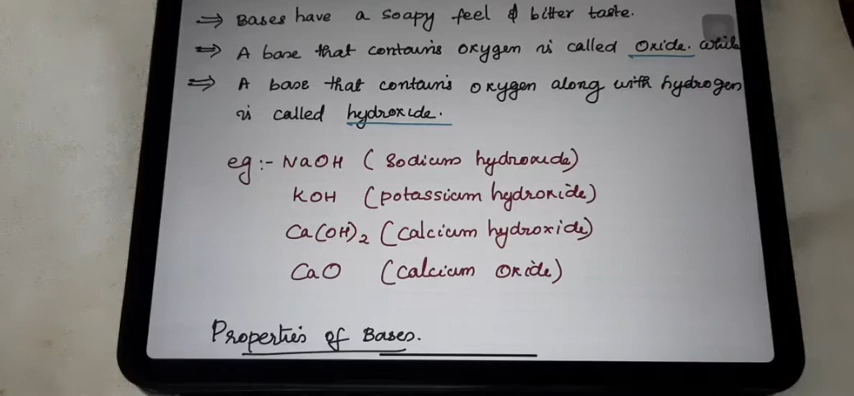 ⇒ Bases have a soapy feel & bitter taste.
⇒ A base that contains oxygen is called Oxide. while
⇒ A base that contains oxygen along with hydrogen
is called hydroxide.
eg:- NaOH (Sodium hydroxide)
KOH (potassium hydroxide)
Ca(OH)2 (calcium hydroxide)
CaO (calcium oxide)
Properties of Bases.